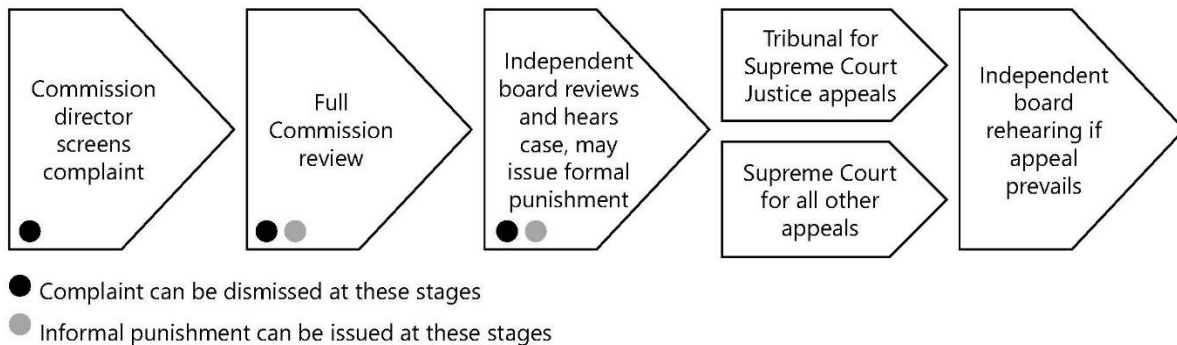 Commission
director
screens
complaint
Full
Commission
review
Independent
board reviews
and hears
case, may
issue formal
punishment
Tribunal for
Supreme Court
Justice appeals
Supreme Court
for all other
appeals
Independent
board
rehearing if
appeal
prevails
Complaint can be dismissed at these stages
Informal punishment can be issued at these stages